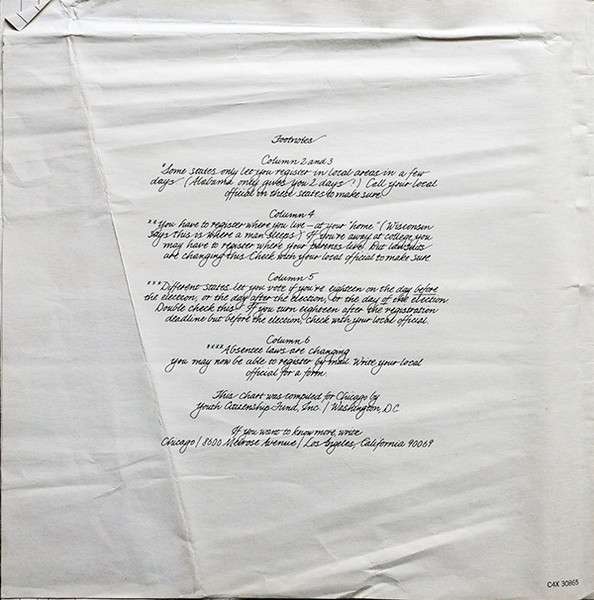 Footnotes
Column 2 and 3
*Some states only let you register in local areas in a few
days (Alabama only gives you 2 days!) Call your local
official in these states to make sure
Column 4
**You have to register where you live—at your "home" (Wisconsin
says this is where a man sleeps) If you're away at college you
may have to register where your parents live. But lawsuits
are changing this Check with your local official to make sure
Column 5
***Different states let you vote if you're eighteen on the day before
the election, or the day after the election, or the day of the election
Double check this. If you turn eighteen after the registration
deadline but before the election, check with your local official.
Column 6
****Absentee laws are changing
you may now be able to register by mail Write your local
official for a form
This chart was compiled for Chicago by
Youth Citizenship Fund, Inc. / Washington, D.C.
If you want to know more, write
Chicago / 8600 Melrose Avenue / Los Angeles, California 90069
C4X 30865